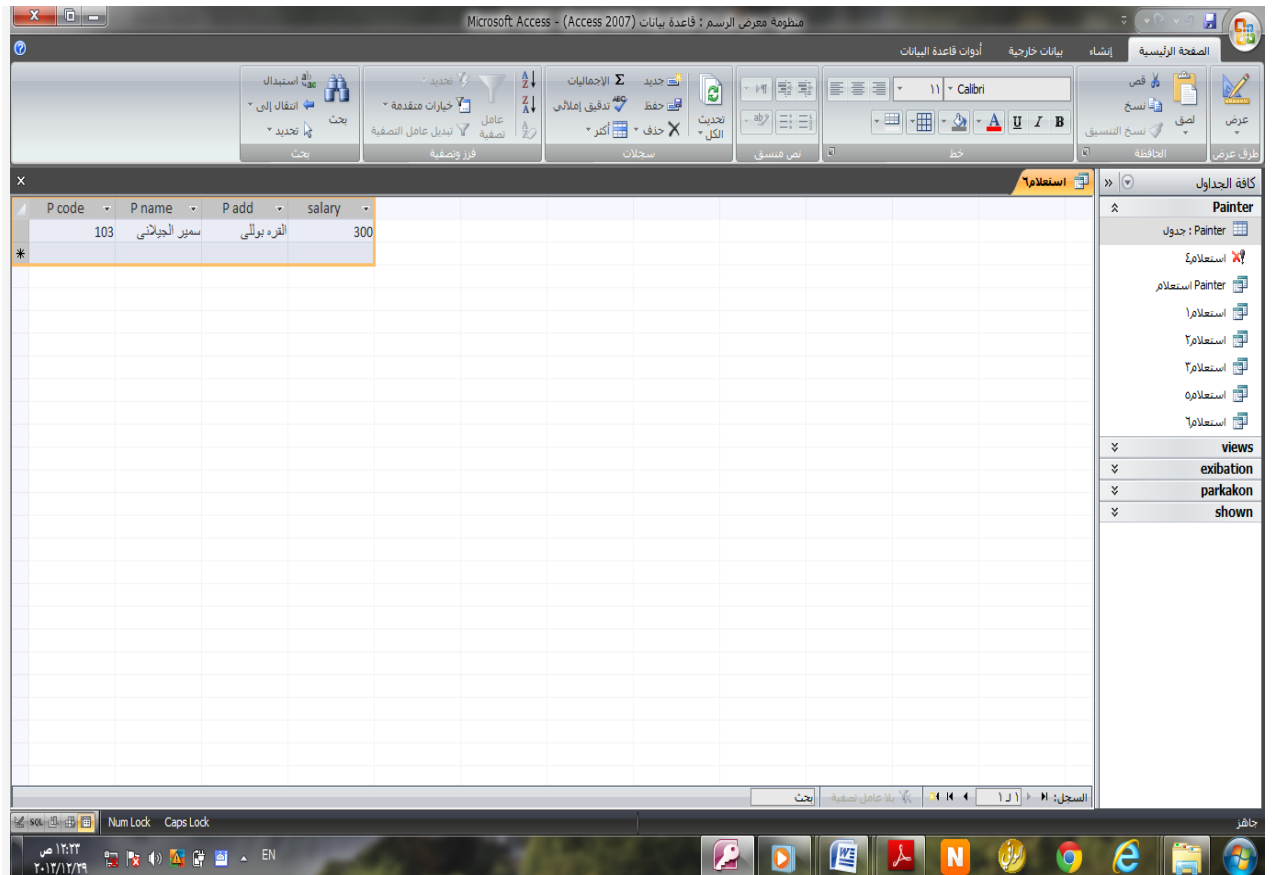 منظومة معرض الرسم : قاعدة بيانات (Access 2007) - Microsoft Access
الصفحة الرئيسية إنشاء بيانات خارجية أدوات قاعدة البيانات
عرض
طرق عرض
لصق
قص
نسخ
نسخ التنسيق
الحافظة
Calibri ١١
B I U A
خط
نص منسق
تحديث الكل
جديد
حفظ
حذف
الإجماليات
تدقيق إملائي
أكثر
سجلات
عامل تصفية
تحديد
خيارات متقدمة
تبديل عامل التصفية
فرز وتصفية
بحث
استبدال
انتقال إلى
تحديد
بحث
كافة الجداول
Painter
Painter : جدول
استعلام٤
Painter استعلام
استعلام١
استعلام٢
استعلام٣
استعلام٥
استعلام٦
views
exibation
parkakon
shown
استعلام٦
P code P name P add salary
103 سمير الجيلاني القره بوللي 300
السجل: ١ لـ ١ بلا عامل تصفية بحث
جاهز
Num Lock Caps Lock
SQL
EN
١٢:٢٣ ص
٢٠١٣/١٢/٢٩